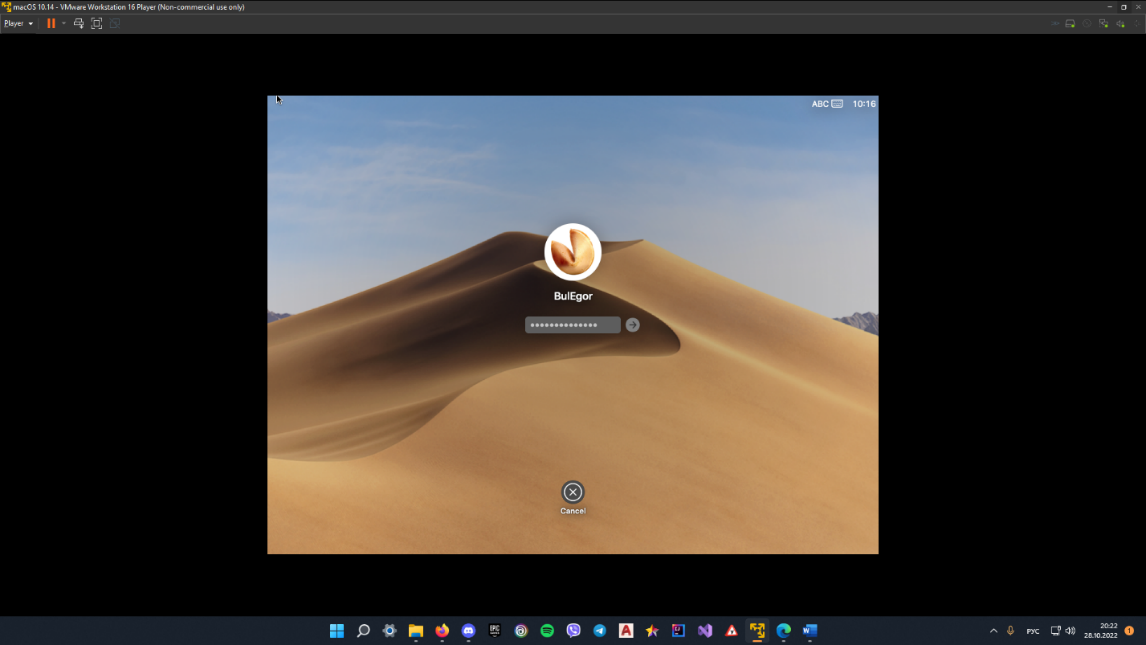 macOS 10.14 - VMware Workstation 16 Player (Non-commercial use only)
Player
ABC 10:16
BulEgor
••••••••••••••
Cancel
EPIC
A
W
РУС
20:22
28.10.2022